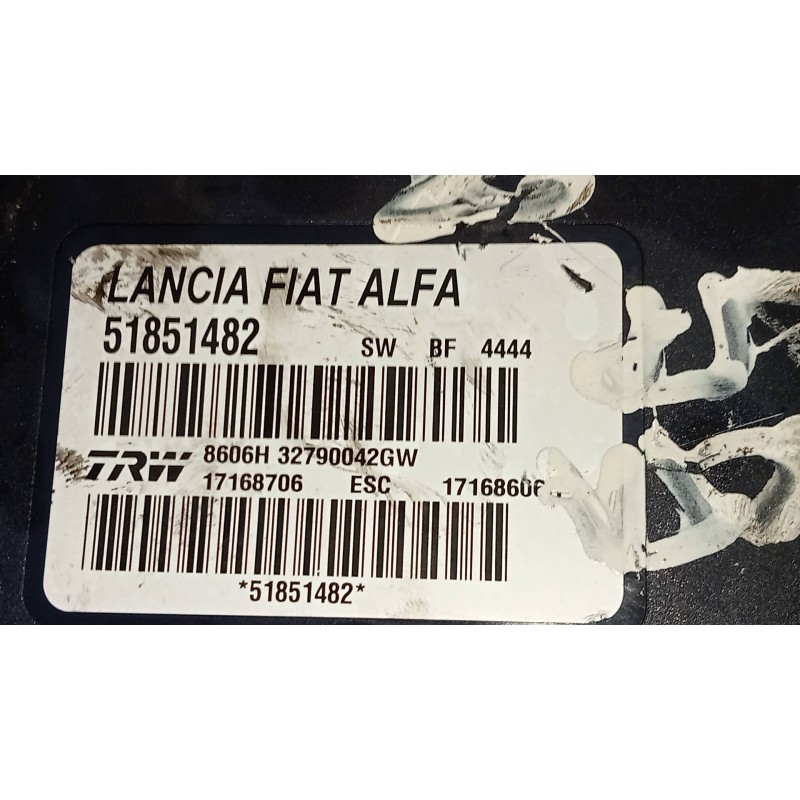 LANCIA FIAT ALFA
51851482 SW BF 4444
TRW 8606H 32790042GW
17168706 ESC 17168606
*51851482*